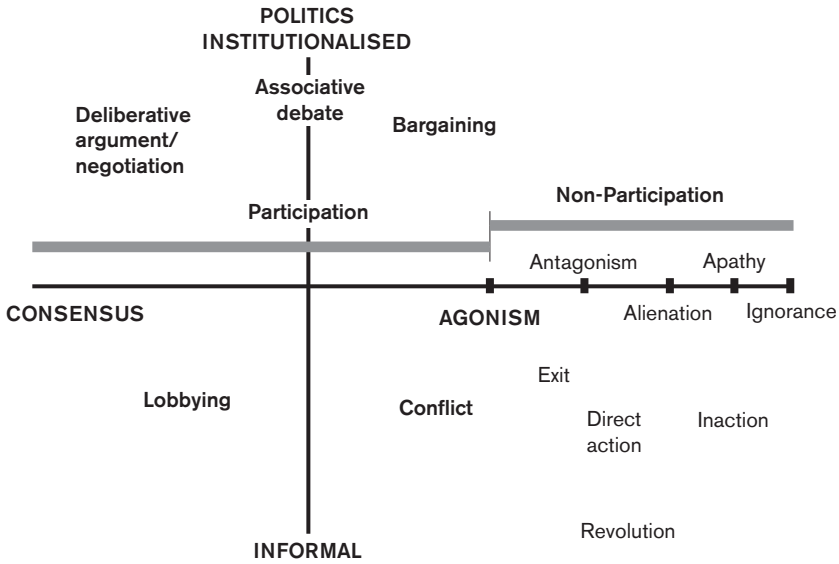 POLITICS
INSTITUTIONALISED
Associative
debate
Deliberative
argument/
negotiation
Bargaining
Participation
Non-Participation
Antagonism
Apathy
CONSENSUS
AGONISM
Alienation
Ignorance
Exit
Lobbying
Conflict
Direct
action
Inaction
Revolution
INFORMAL